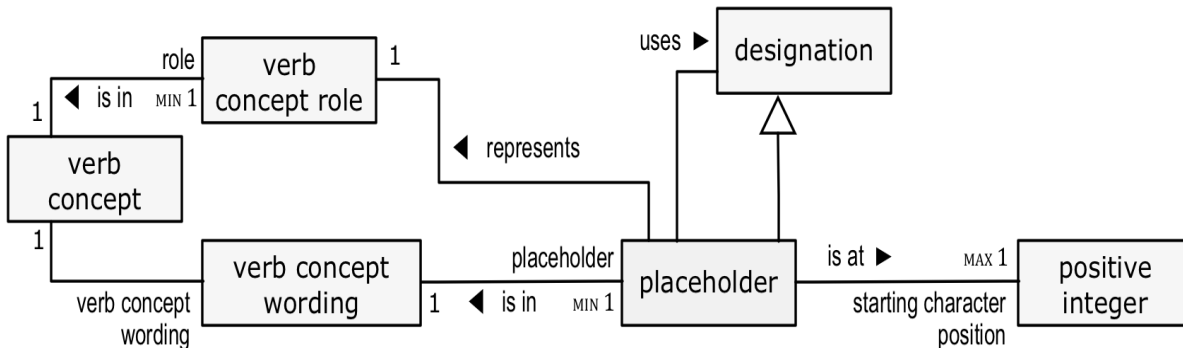 uses ▶
designation
role
verb
concept role
1
◀ is in MIN 1
1
verb
concept
◀ represents
1
verb concept
wording
verb concept
wording
placeholder
1
◀ is in MIN 1
placeholder
is at ▶ MAX 1
starting character
position
positive
integer